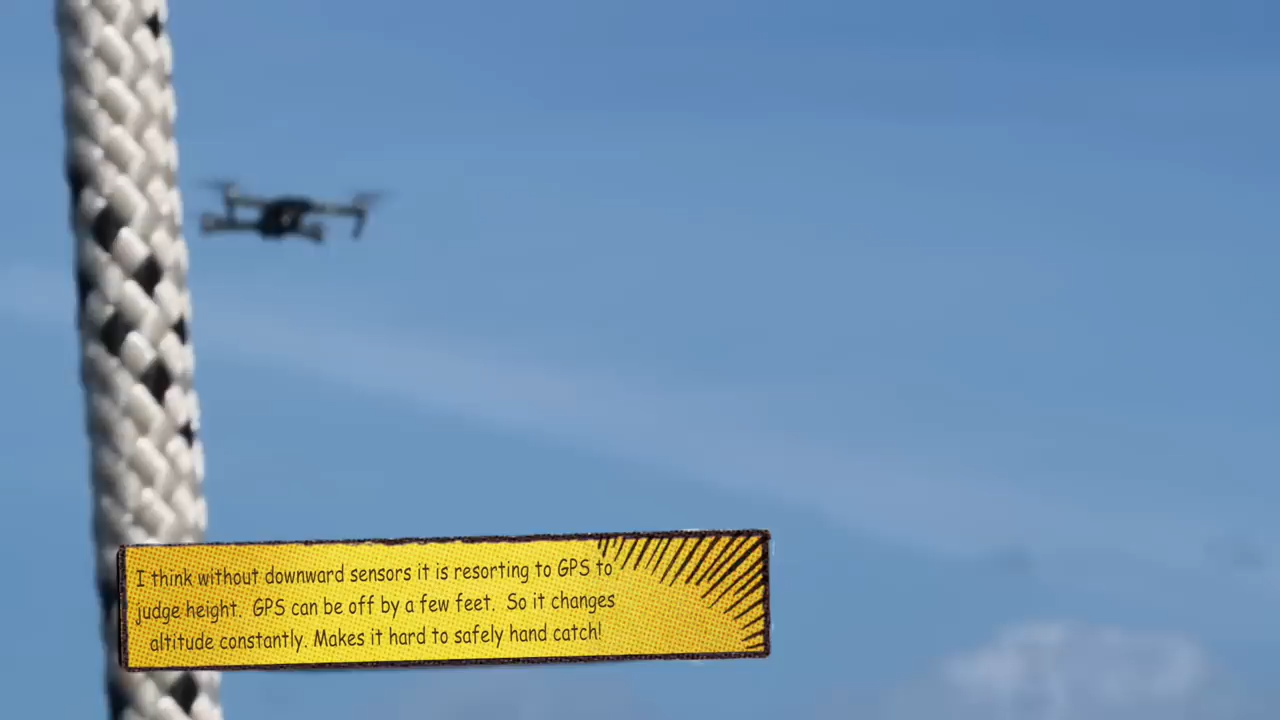 I think without downward sensors it is resorting to GPS to
judge height.  GPS can be off by a few feet.  So it changes
altitude constantly. Makes it hard to safely hand catch!